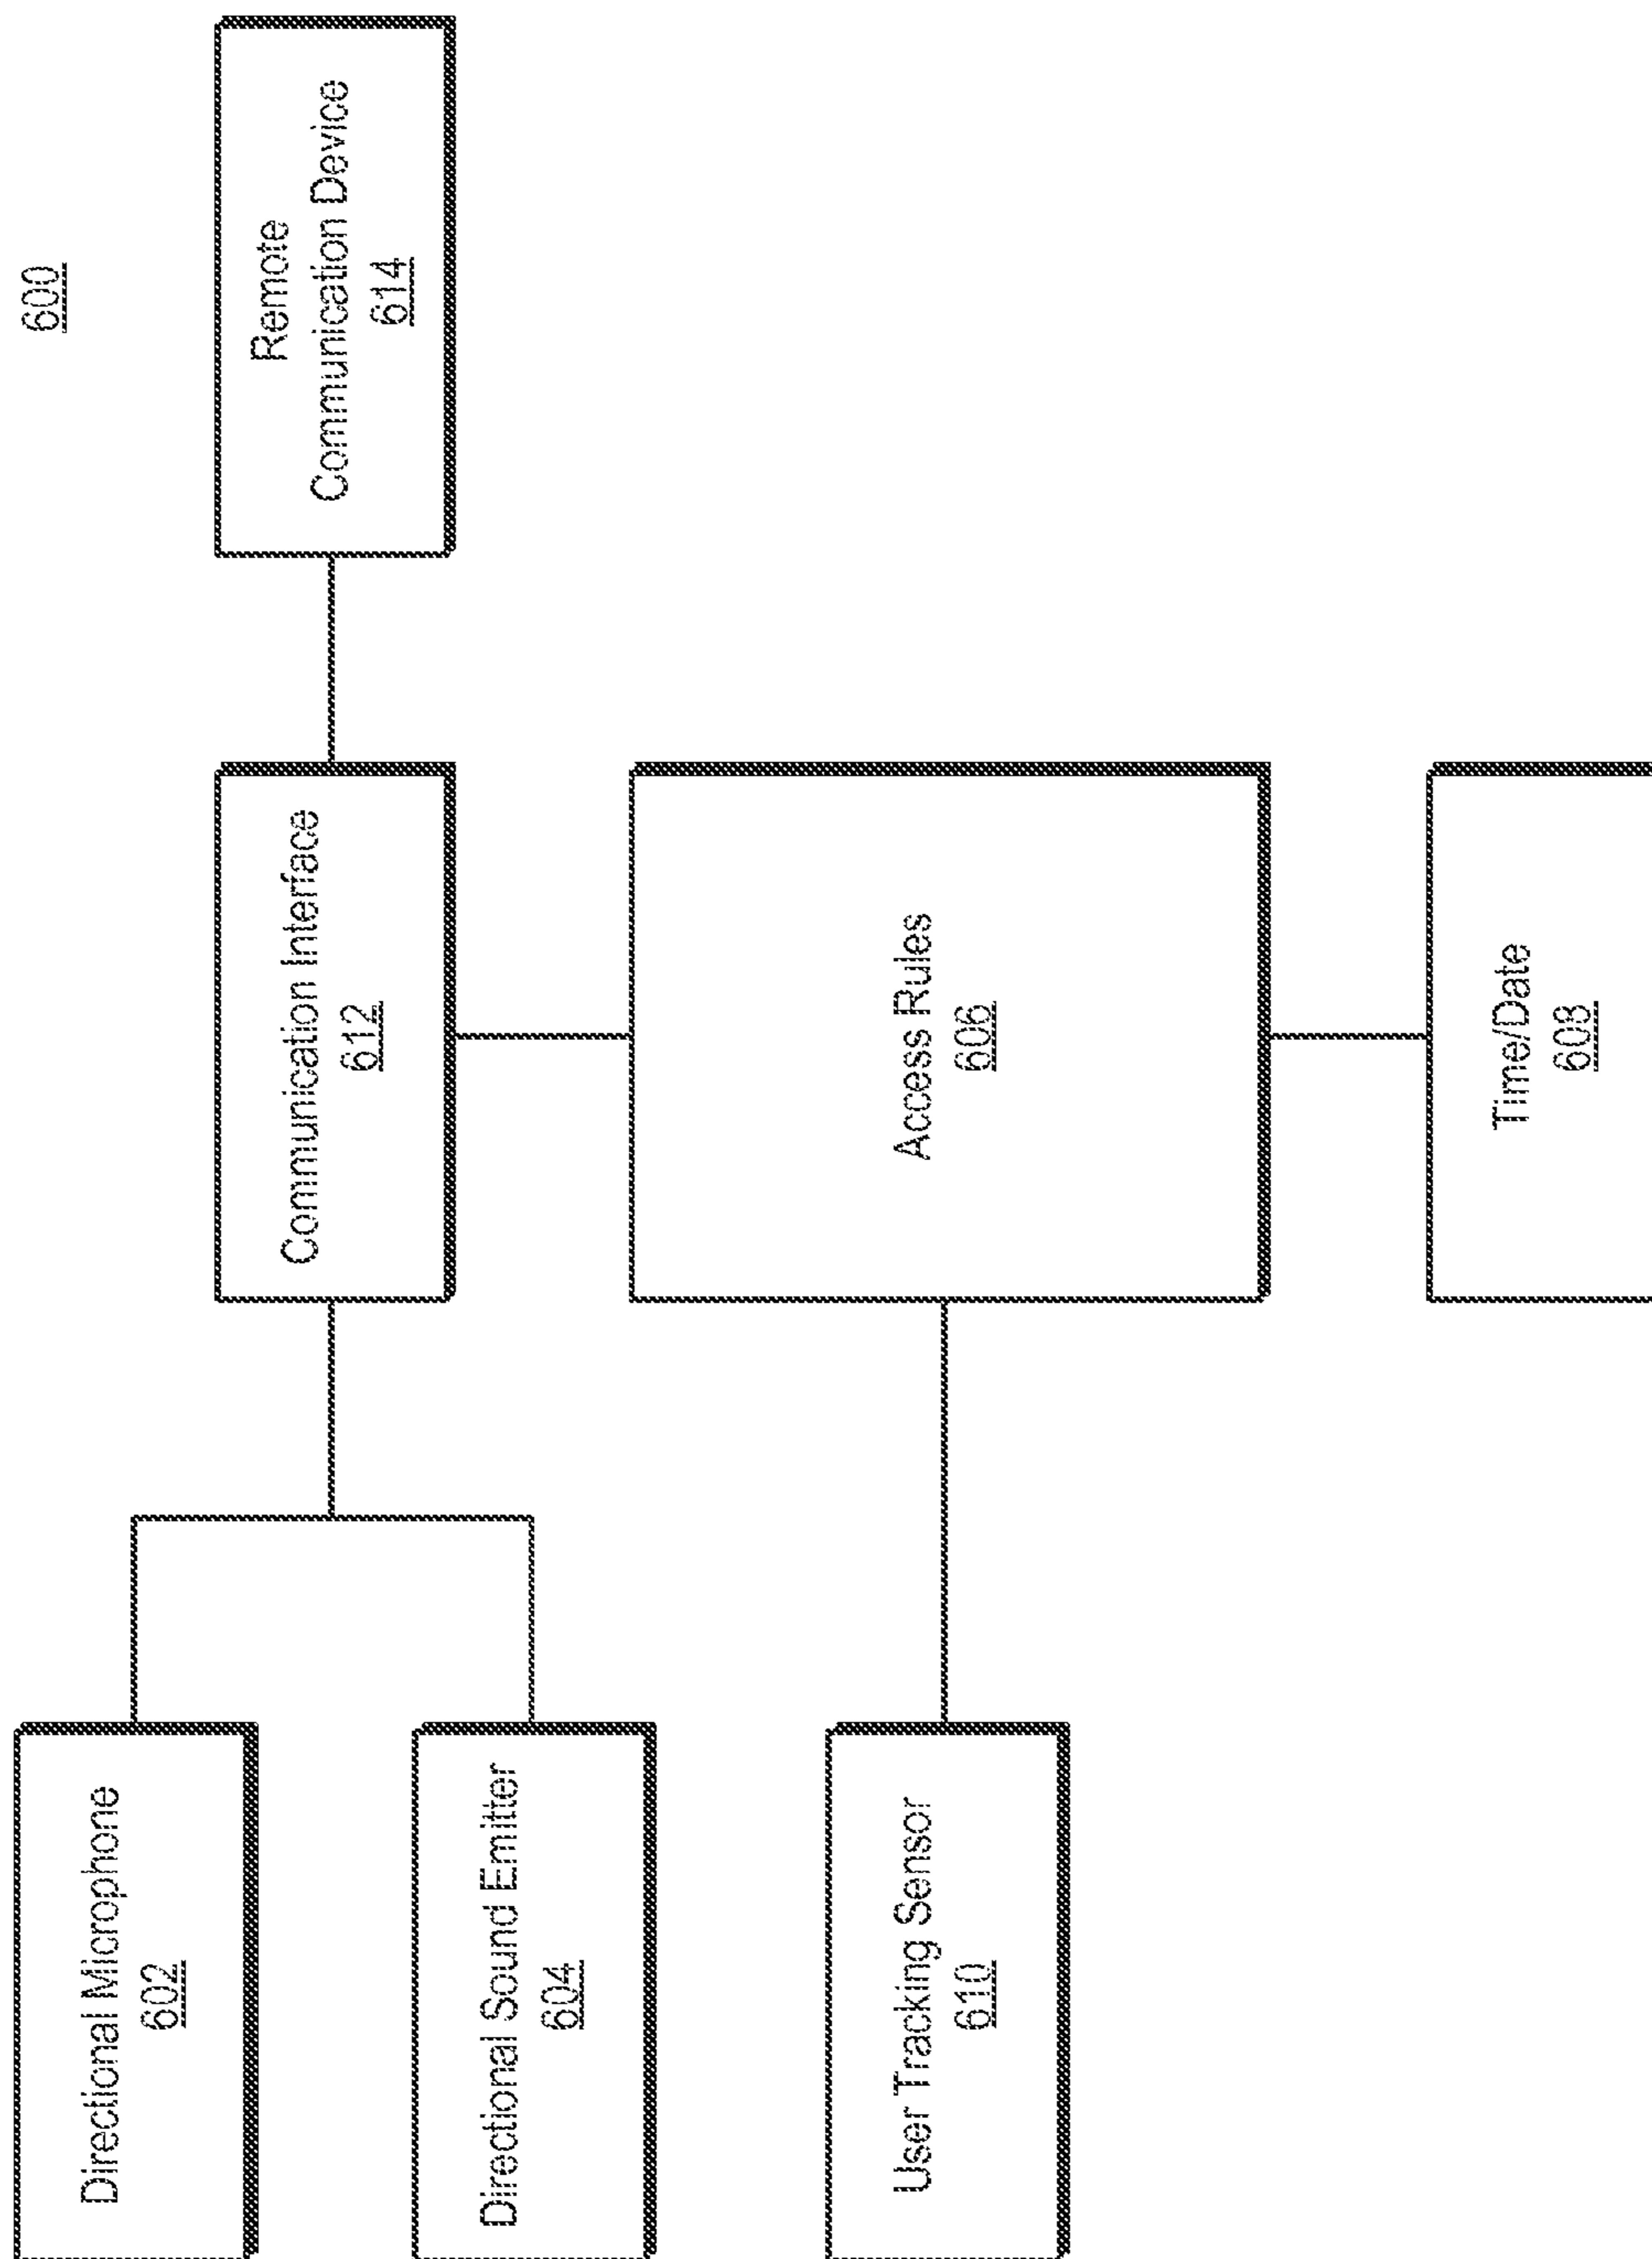 600
Directional Microphone
602
Communication Interface
612
Remote
Communication Device
614
Directional Sound Emitter
604
User Tracking Sensor
610
Access Rules
606
Time/Date
608